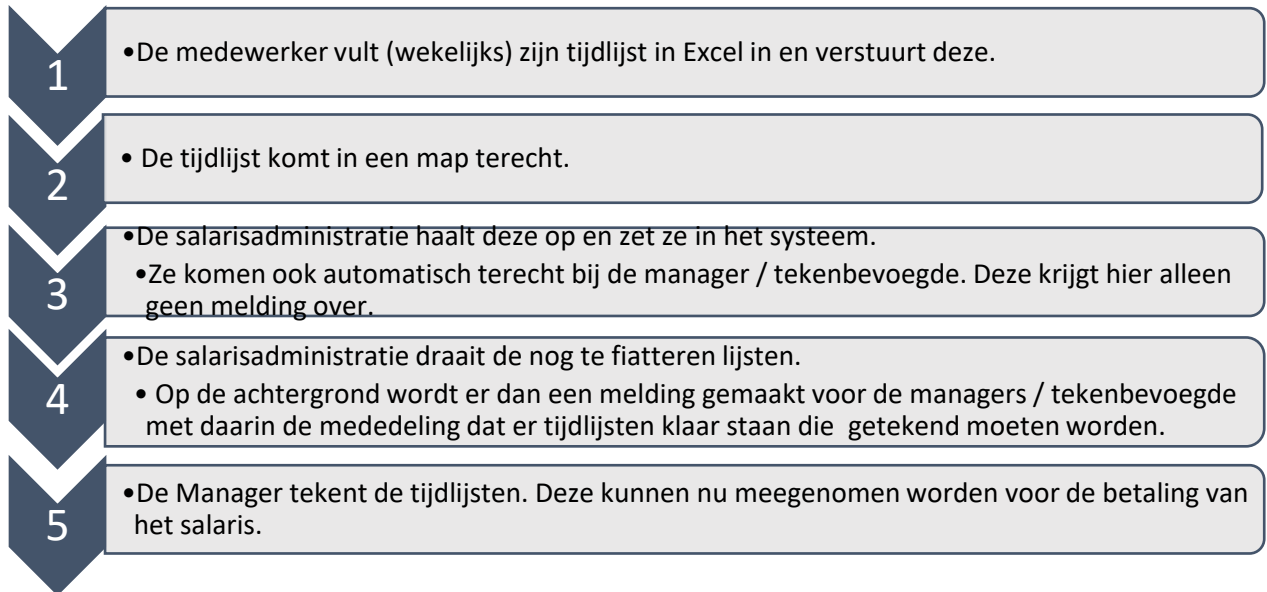 1
•De medewerker vult (wekelijks) zijn tijdlijst in Excel in en verstuurt deze.
2
• De tijdlijst komt in een map terecht.
3
•De salarisadministratie haalt deze op en zet ze in het systeem.
•Ze komen ook automatisch terecht bij de manager / tekenbevoegde. Deze krijgt hier alleen
geen melding over.
4
•De salarisadministratie draait de nog te fiatteren lijsten.
• Op de achtergrond wordt er dan een melding gemaakt voor de managers / tekenbevoegde
met daarin de mededeling dat er tijdlijsten klaar staan die  getekend moeten worden.
5
•De Manager tekent de tijdlijsten. Deze kunnen nu meegenomen worden voor de betaling van
het salaris.